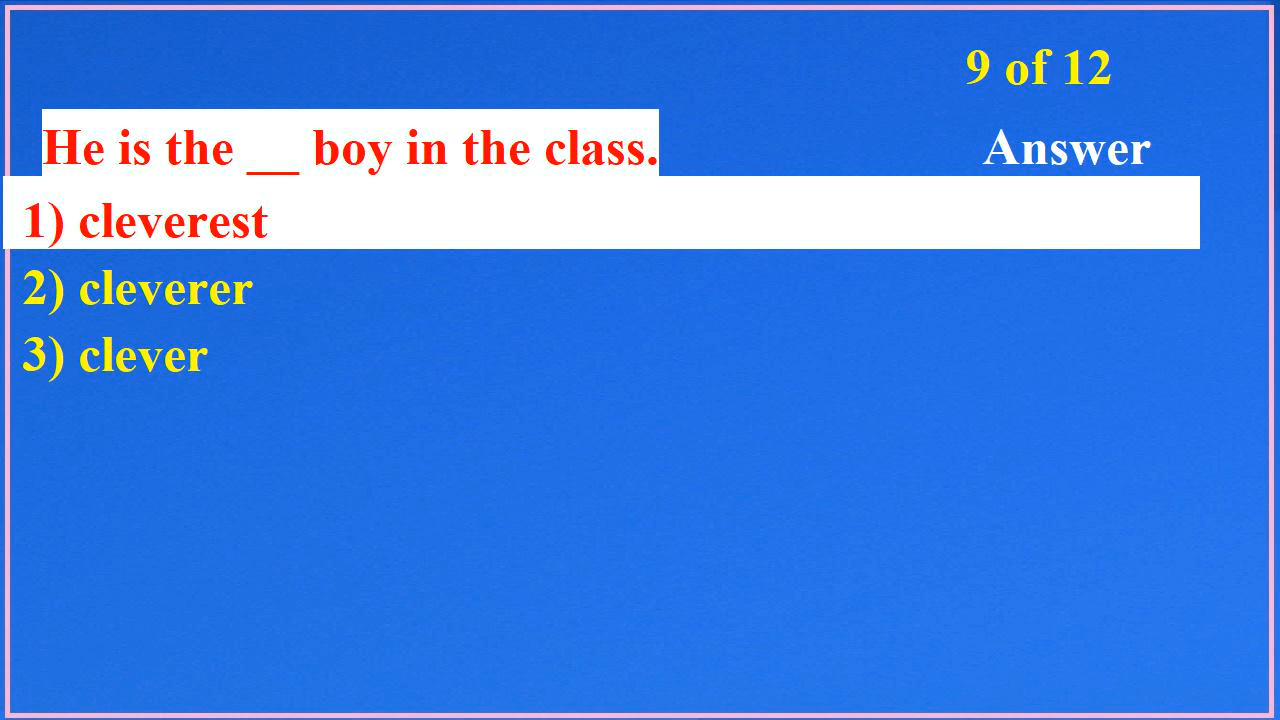 9 of 12
He is the __ boy in the class.
Answer
1) cleverest
2) cleverer
3) clever